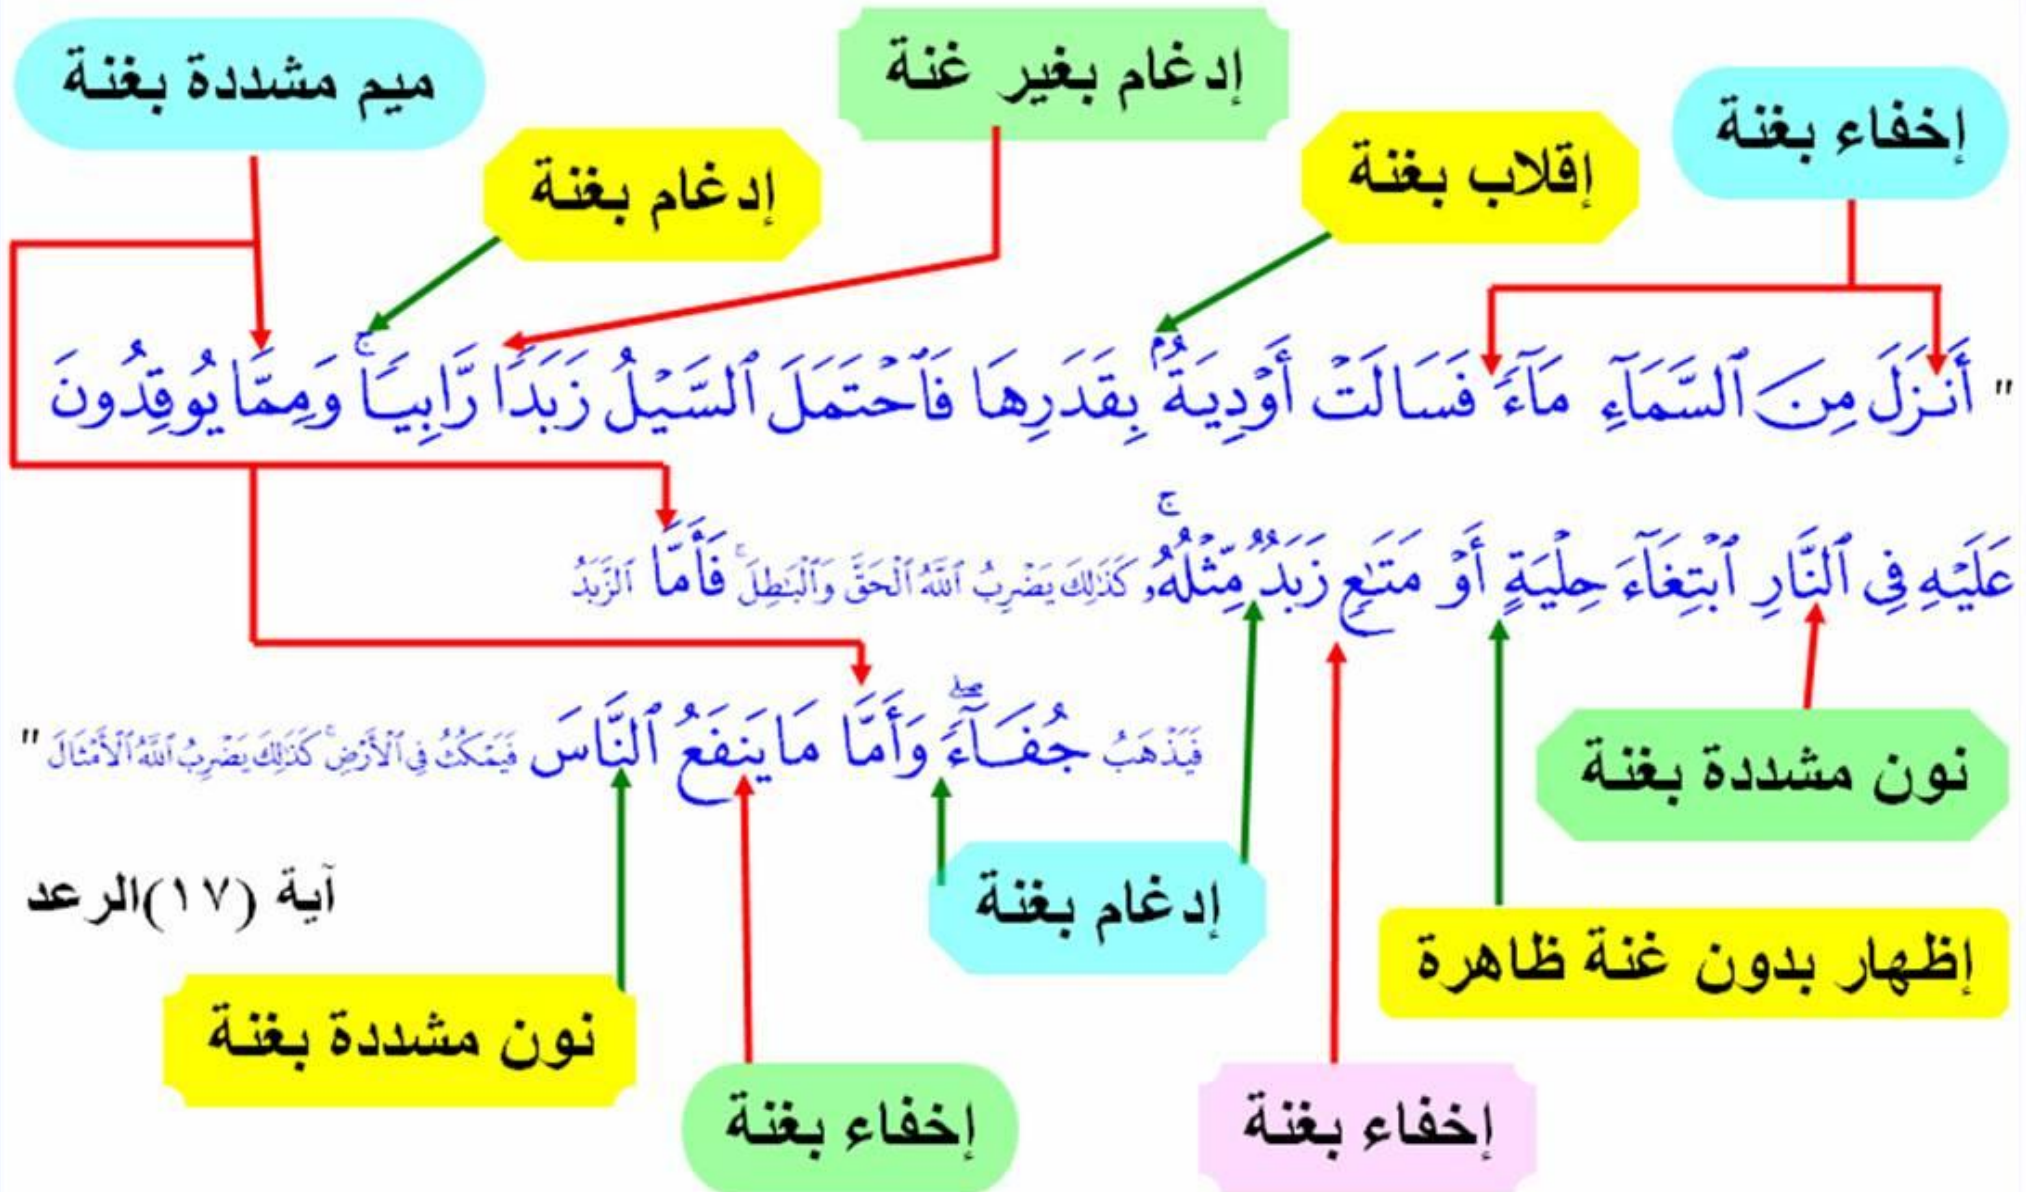 ميم مشددة بغنة
إدغام بغير غنة
إخفاء بغنة
إدغام بغنة
إقلاب بغنة
" أَنزَلَ مِنَ ٱلسَّمَآءِ مَآءً فَسَالَتْ أَوْدِيَةٌۢ بِقَدَرِهَا فَٱحْتَمَلَ ٱلسَّيْلُ زَبَدًا رَّابِيًا ۚ وَمِمَّا يُوقِدُونَ
عَلَيْهِ فِى ٱلنَّارِ ٱبْتِغَآءَ حِلْيَةٍ أَوْ مَتَـٰعٍ زَبَدٌ مِّثْلُهُۥ ۚ كَذَٰلِكَ يَضْرِبُ ٱللَّهُ ٱلْحَقَّ وَٱلْبَـٰطِلَ ۚ فَأَمَّا ٱلزَّبَدُ
فَيَذْهَبُ جُفَآءً ۖ وَأَمَّا مَا يَنفَعُ ٱلنَّاسَ فَيَمْكُثُ فِى ٱلْأَرْضِ ۚ كَذَٰلِكَ يَضْرِبُ ٱللَّهُ ٱلْأَمْثَالَ "
نون مشددة بغنة
إدغام بغنة
آية (١٧)الرعد
إظهار بدون غنة ظاهرة
نون مشددة بغنة
إخفاء بغنة
إخفاء بغنة